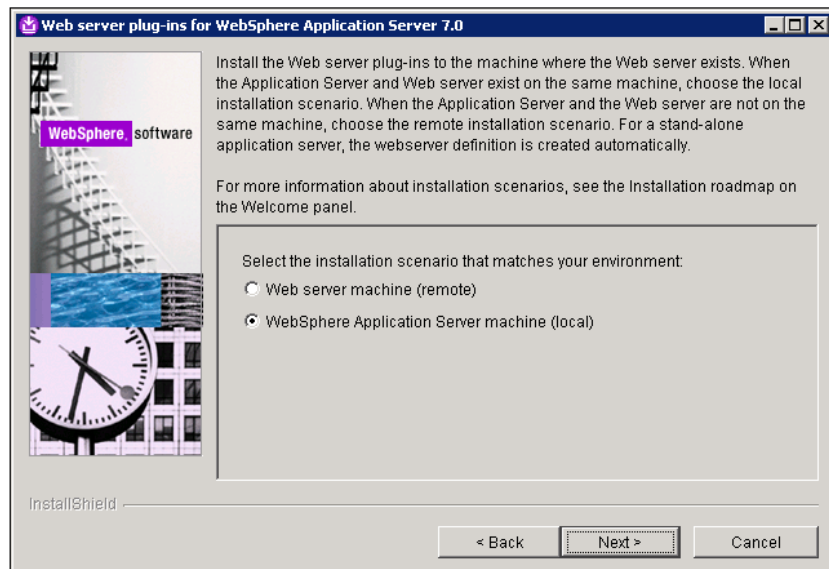 Web server plug-ins for WebSphere Application Server 7.0
WebSphere. software
Install the Web server plug-ins to the machine where the Web server exists. When
the Application Server and Web server exist on the same machine, choose the local
installation scenario. When the Application Server and the Web server are not on the
same machine, choose the remote installation scenario. For a stand-alone
application server, the webserver definition is created automatically.
For more information about installation scenarios, see the Installation roadmap on
the Welcome panel.
Select the installation scenario that matches your environment:
Web server machine (remote)
WebSphere Application Server machine (local)
InstallShield
< Back Next > Cancel